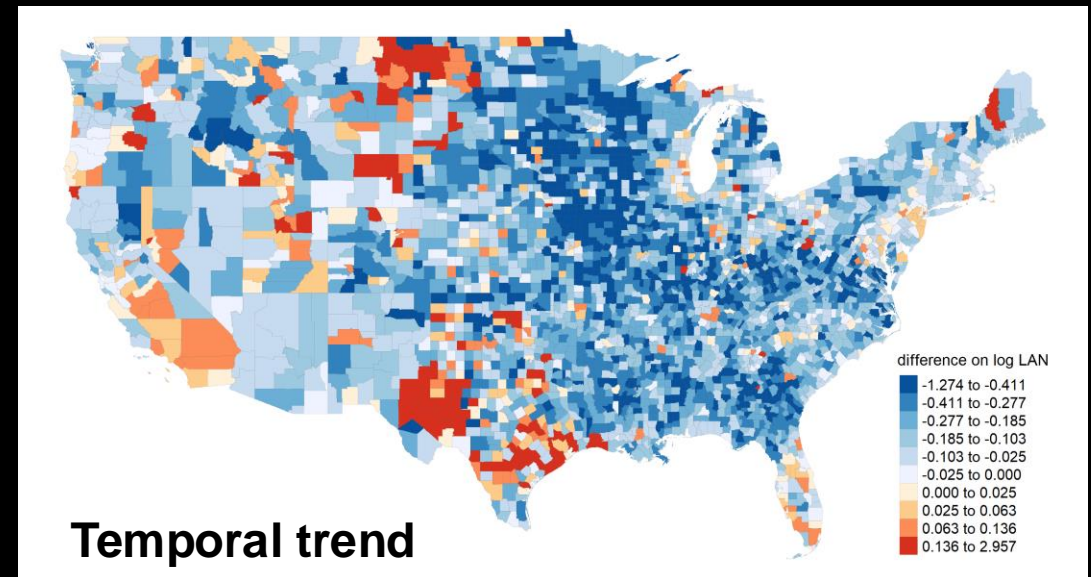 difference on log LAN
-1.274 to -0.411
-0.411 to -0.277
-0.277 to -0.185
-0.185 to -0.103
-0.103 to -0.025
-0.025 to 0.000
0.000 to 0.025
0.025 to 0.063
0.063 to 0.136
0.136 to 2.957
Temporal trend